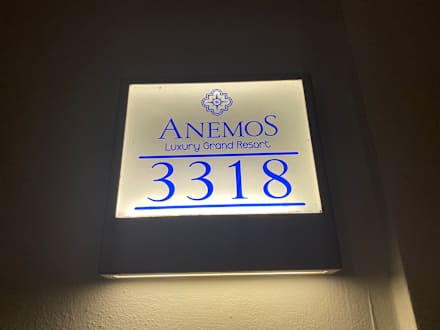 ANEMOS
Luxury Grand Resort
3318